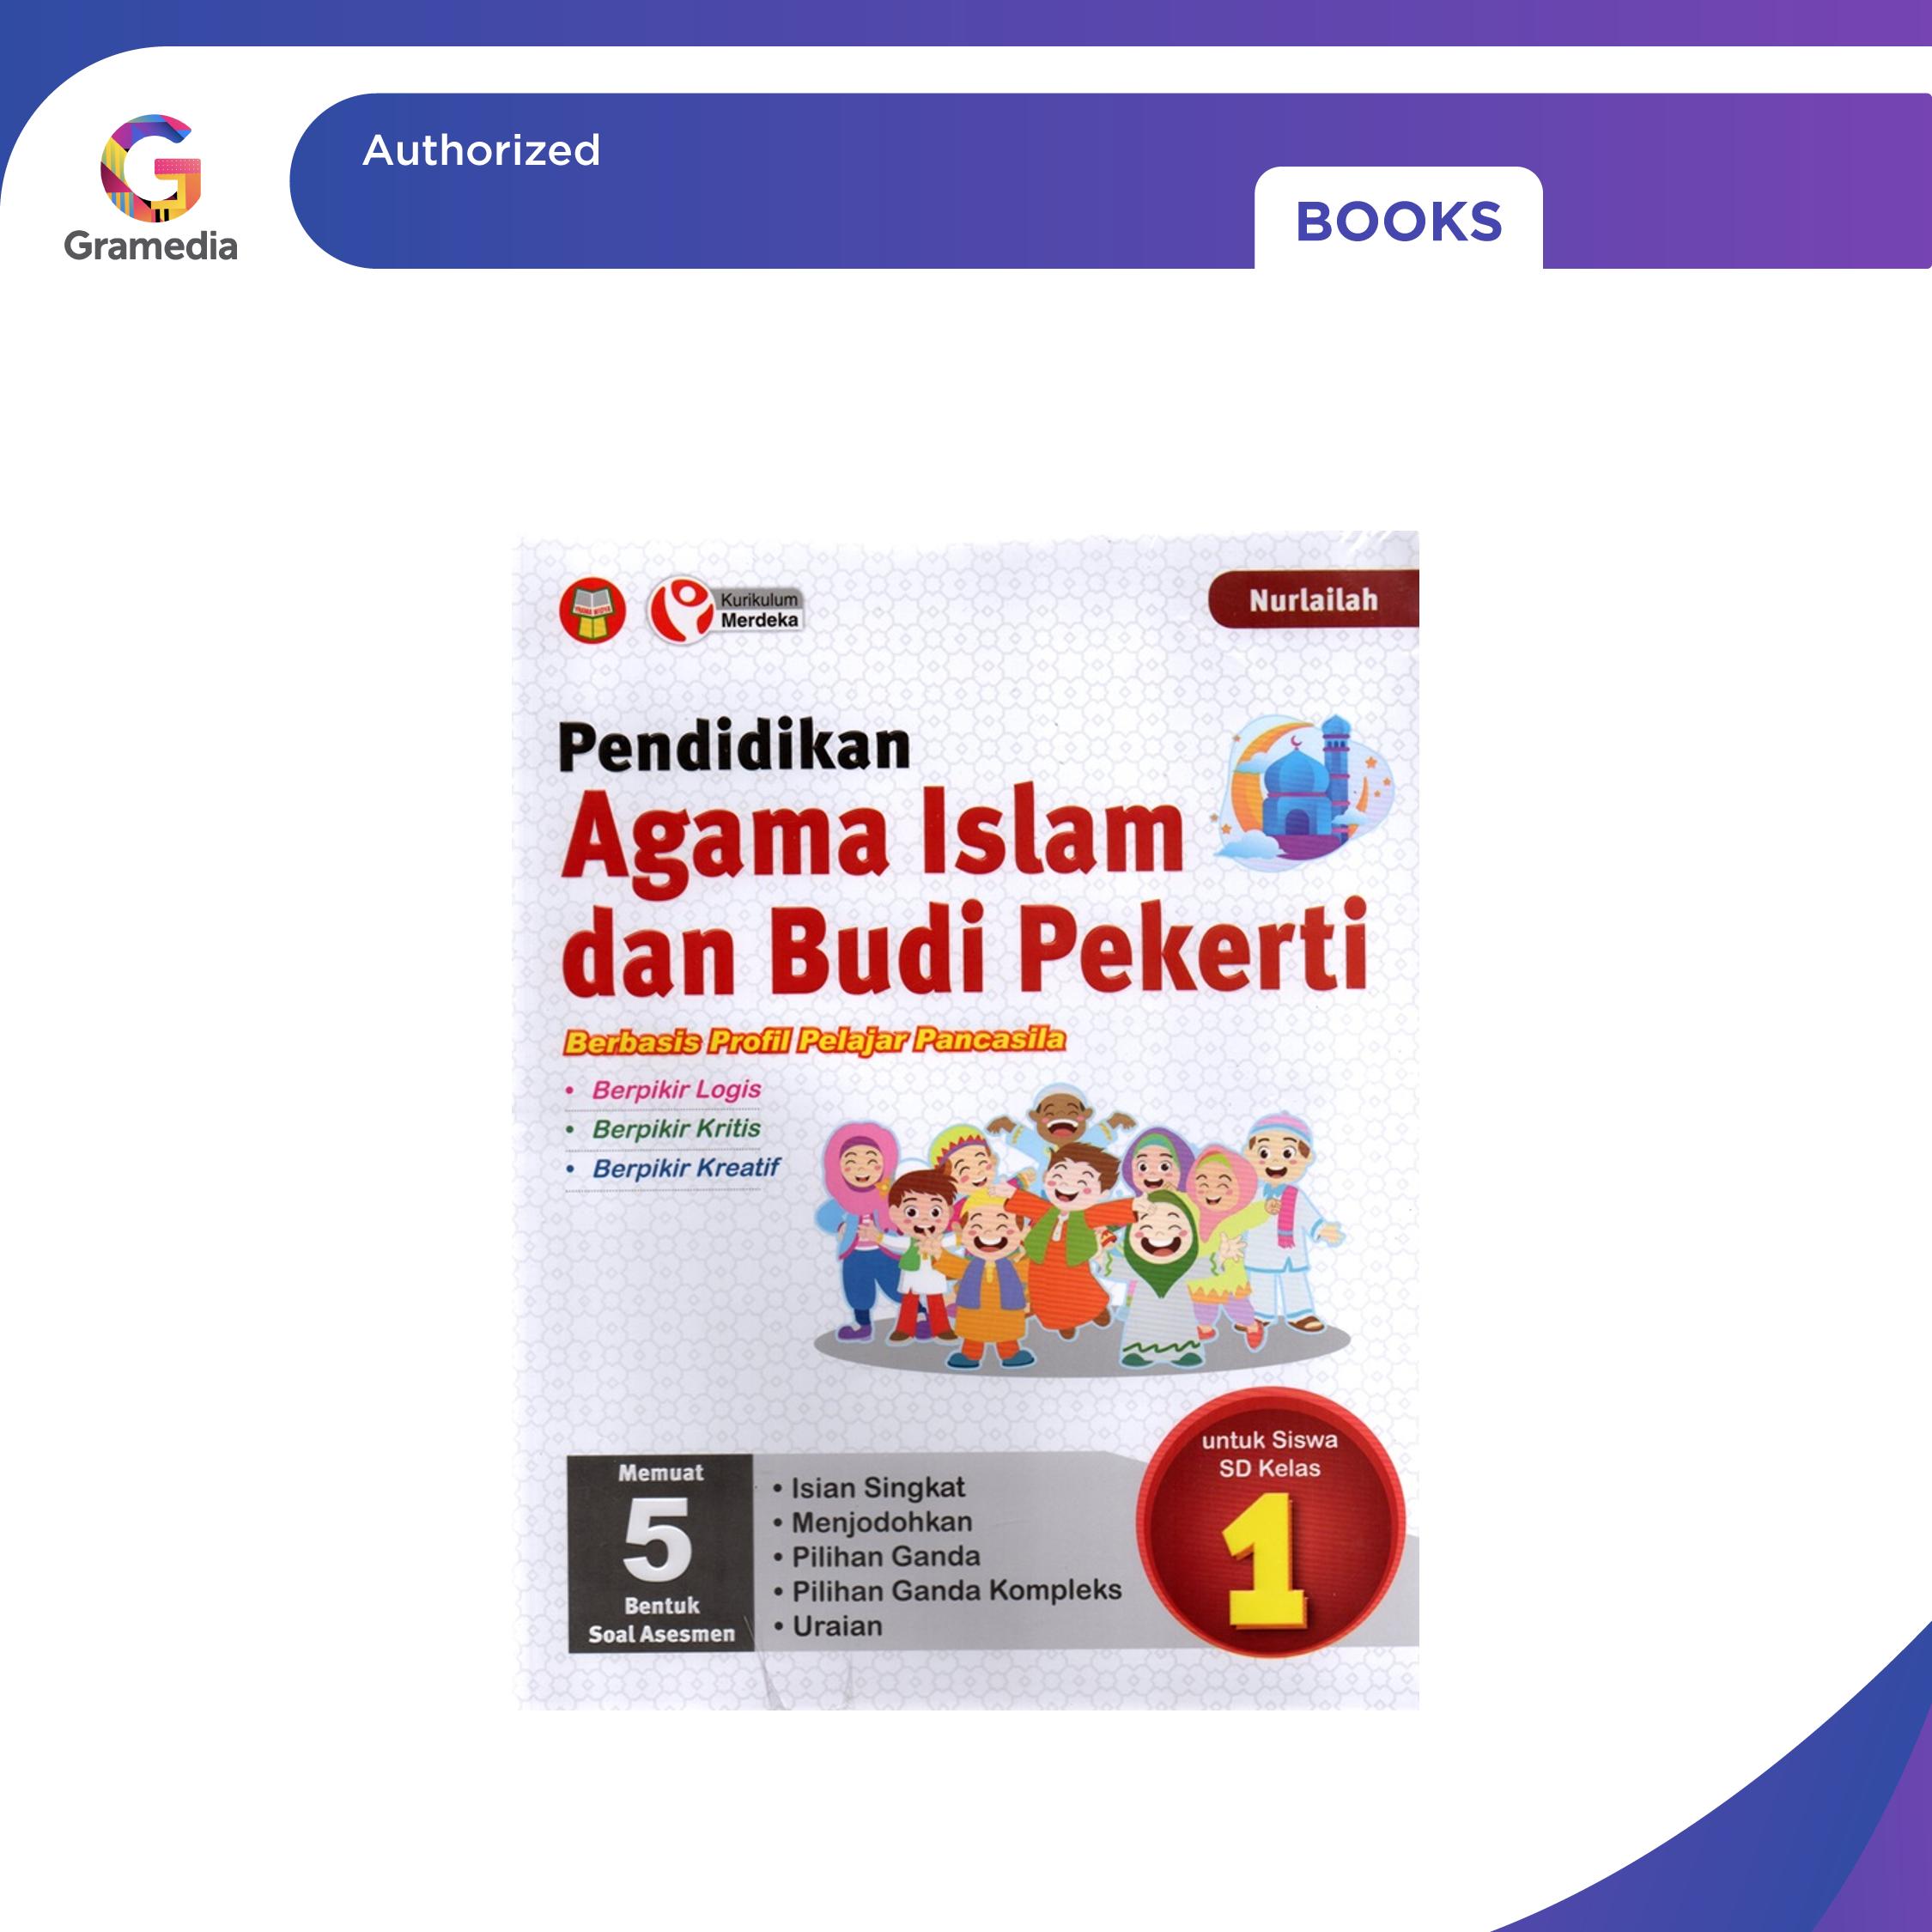 Gramedia
Authorized
BOOKS
Kurikulum
Merdeka
Nurlailah
Pendidikan
Agama Islam
dan Budi Pekerti
Berbasis Profil Pelajar Pancasila
• Berpikir Logis
• Berpikir Kritis
• Berpikir Kreatif
Memuat
5
Bentuk
Soal Asesmen
• Isian Singkat
• Menjodohkan
• Pilihan Ganda
• Pilihan Ganda Kompleks
• Uraian
untuk Siswa
SD Kelas
1